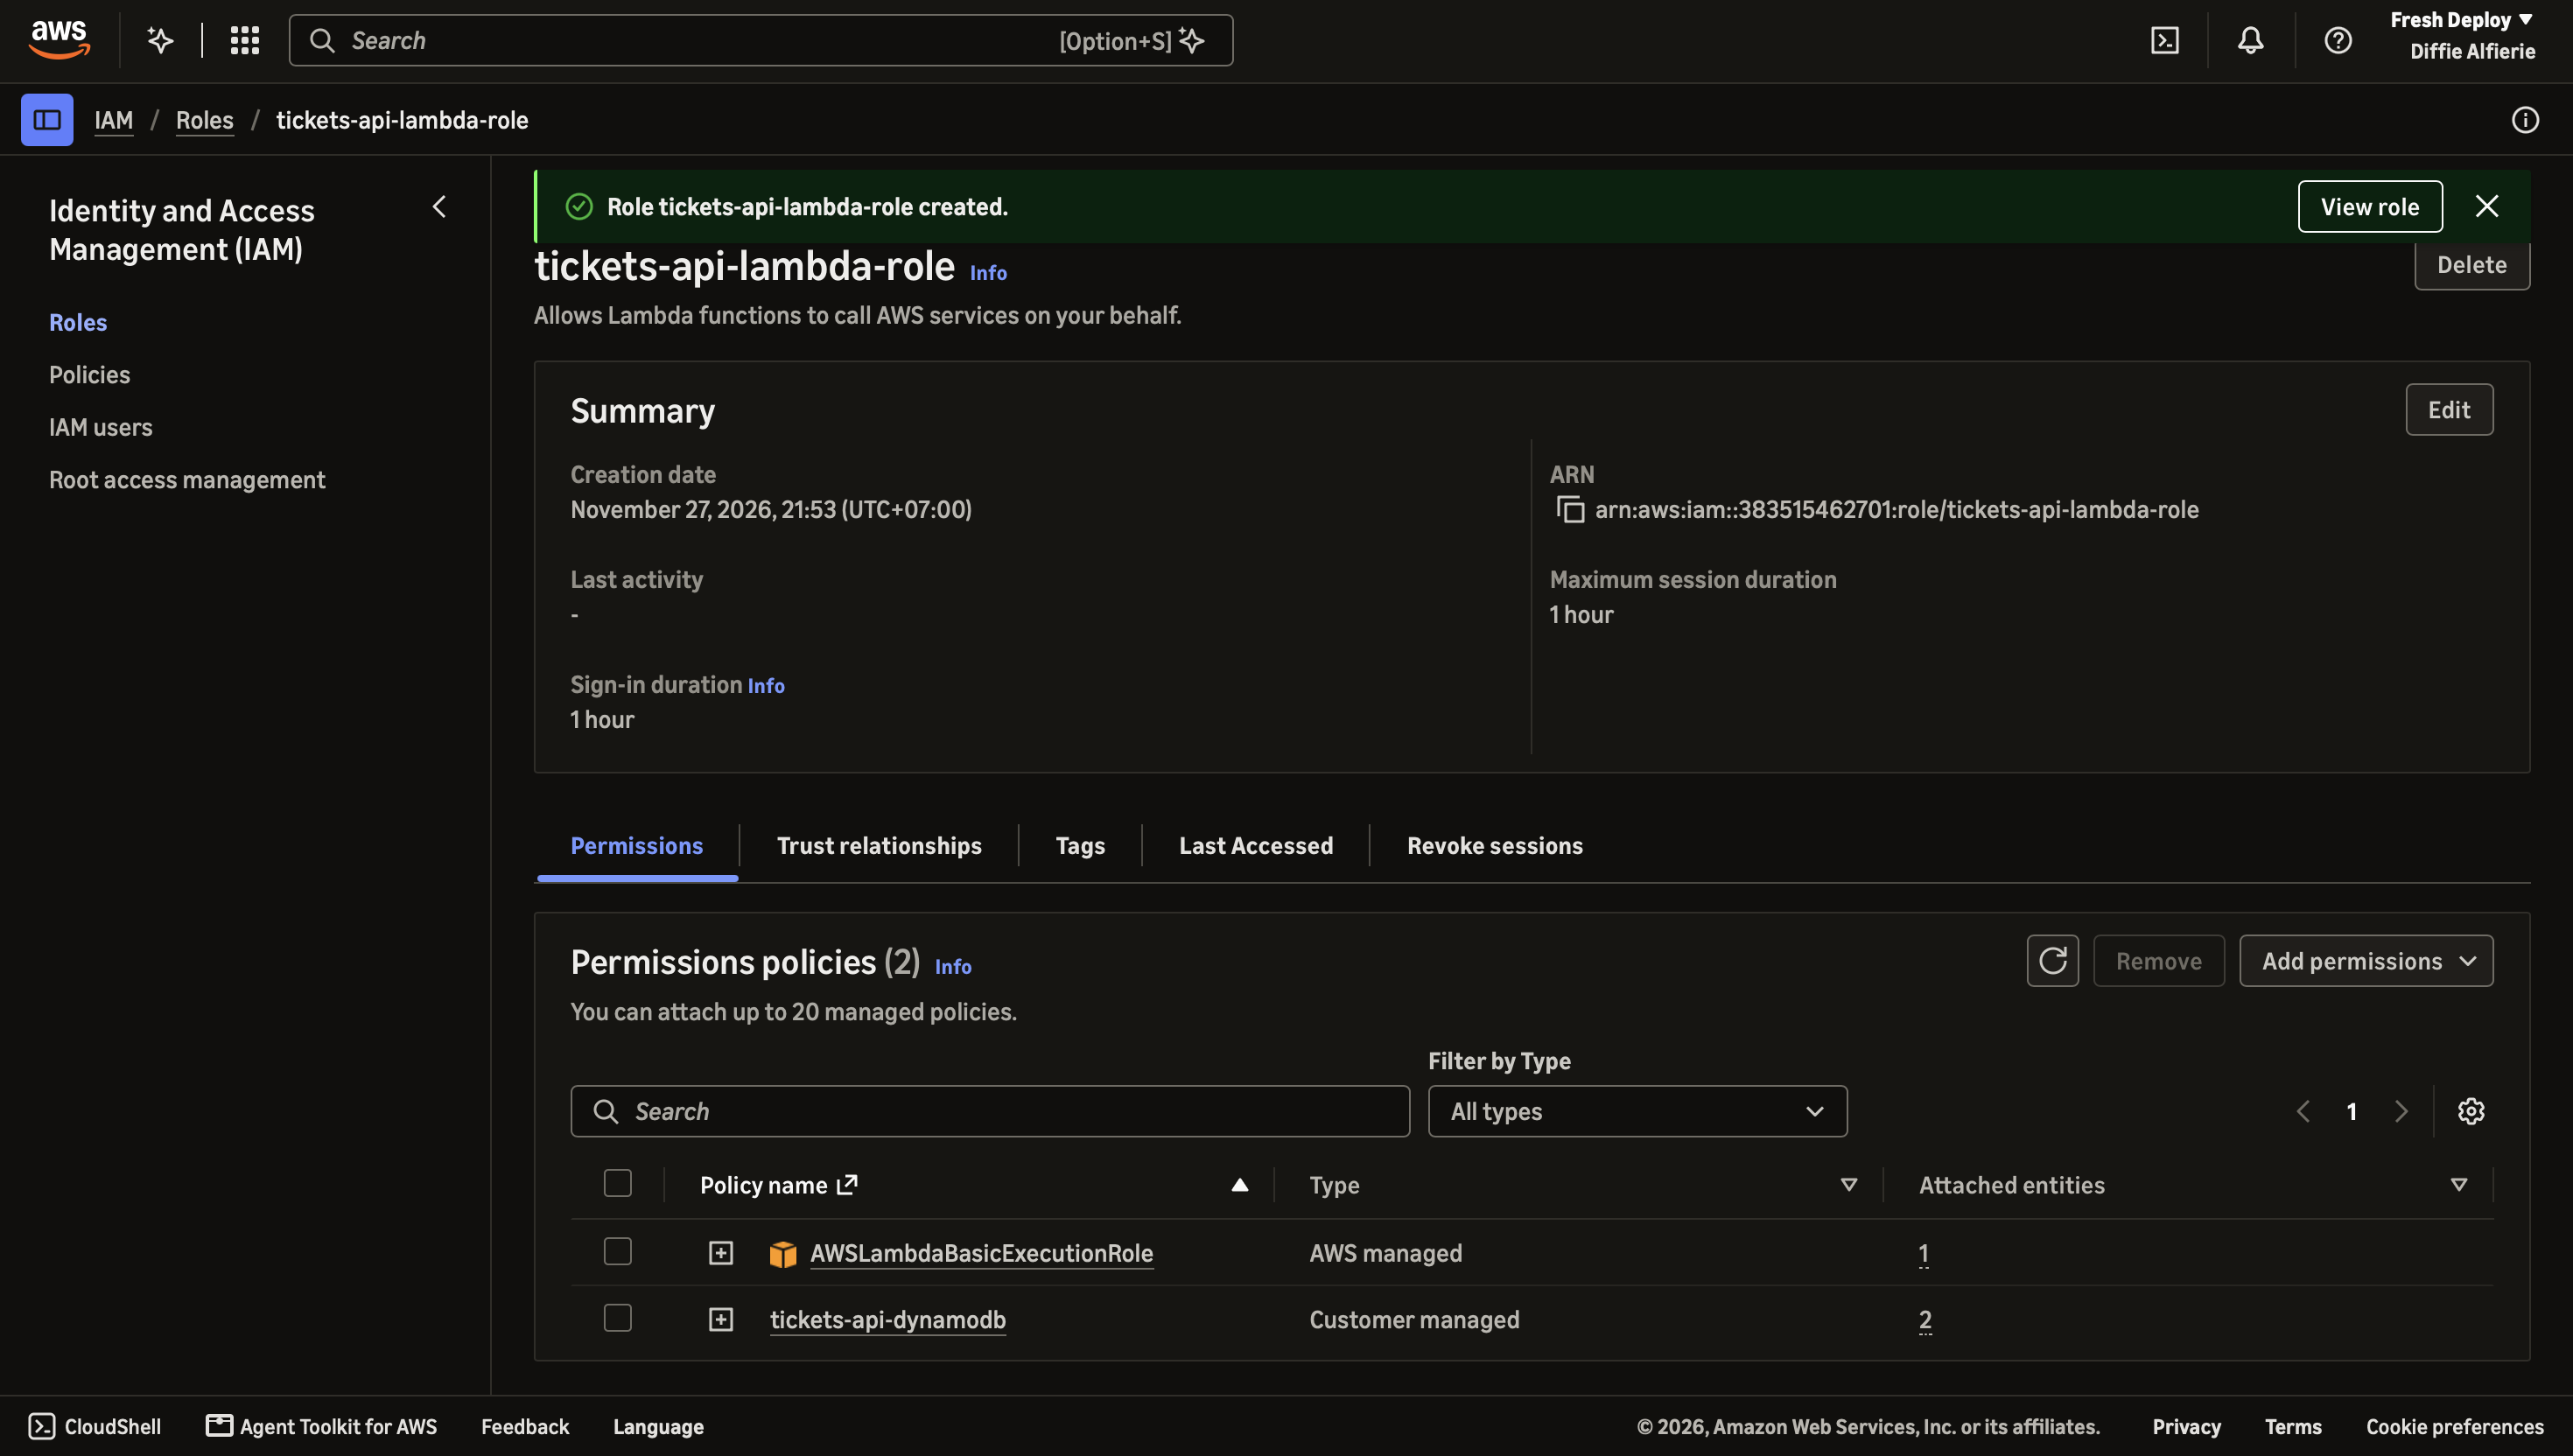 aws
Search
[Option+S]
Fresh Deploy
Diffie Alfierie
IAM / Roles / tickets-api-lambda-role
Identity and Access
Management (IAM)
Roles
Policies
IAM users
Root access management
Role tickets-api-lambda-role created.
View role
tickets-api-lambda-role Info
Delete
Allows Lambda functions to call AWS services on your behalf.
Summary
Edit
Creation date
November 27, 2026, 21:53 (UTC+07:00)
ARN
arn:aws:iam::383515462701:role/tickets-api-lambda-role
Last activity
-
Maximum session duration
1 hour
Sign-in duration Info
1 hour
Permissions
Trust relationships
Tags
Last Accessed
Revoke sessions
Permissions policies (2) Info
Remove
Add permissions
You can attach up to 20 managed policies.
Filter by Type
Search
All types
1
Policy name
Type
Attached entities
AWSLambdaBasicExecutionRole
AWS managed
1
tickets-api-dynamodb
Customer managed
2
CloudShell
Agent Toolkit for AWS
Feedback
Language
© 2026, Amazon Web Services, Inc. or its affiliates.
Privacy
Terms
Cookie preferences